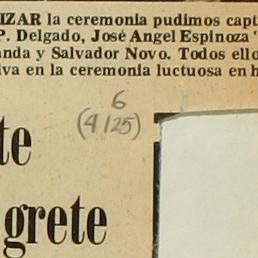 IZAR la ceremonia pudimos capt
P. Delgado, José Angel Espinoza "
anda y Salvador Novo. Todos ello
lva en la ceremonia luctuosa en h
6
(4/25)
te
grete